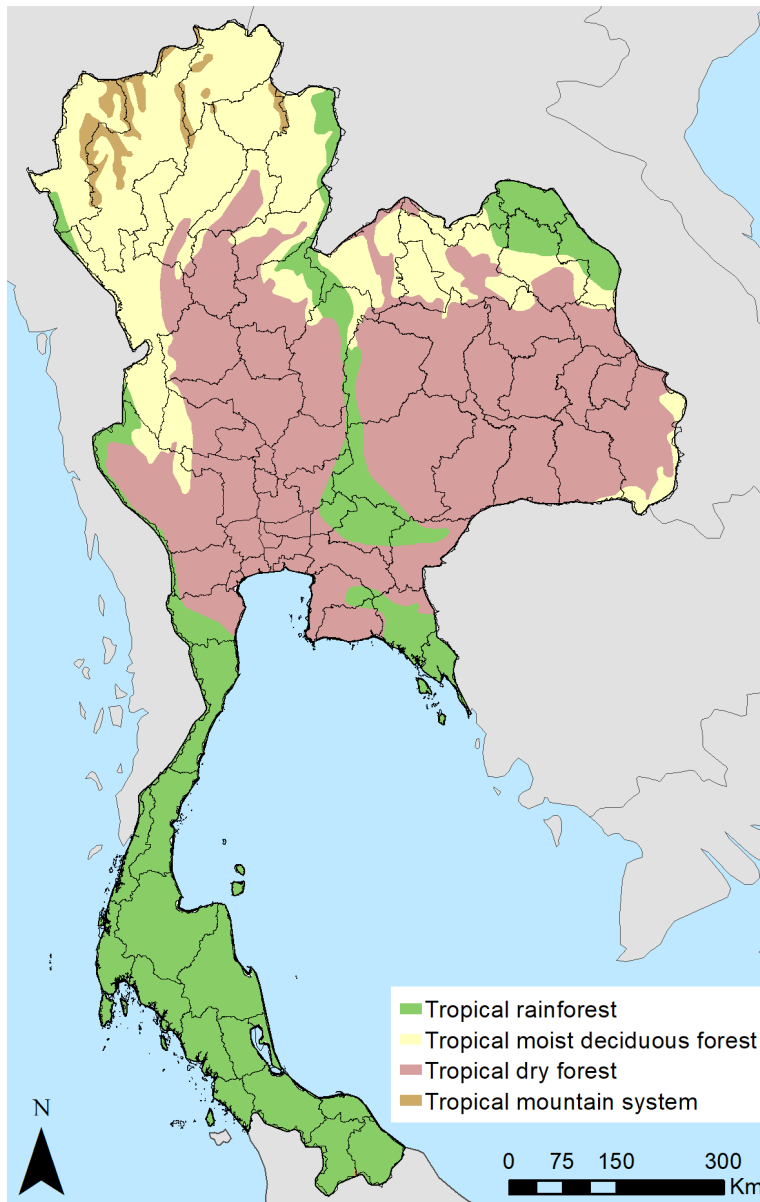 Tropical rainforest
Tropical moist deciduous forest
Tropical dry forest
Tropical mountain system
N
0 75 150 300
Km